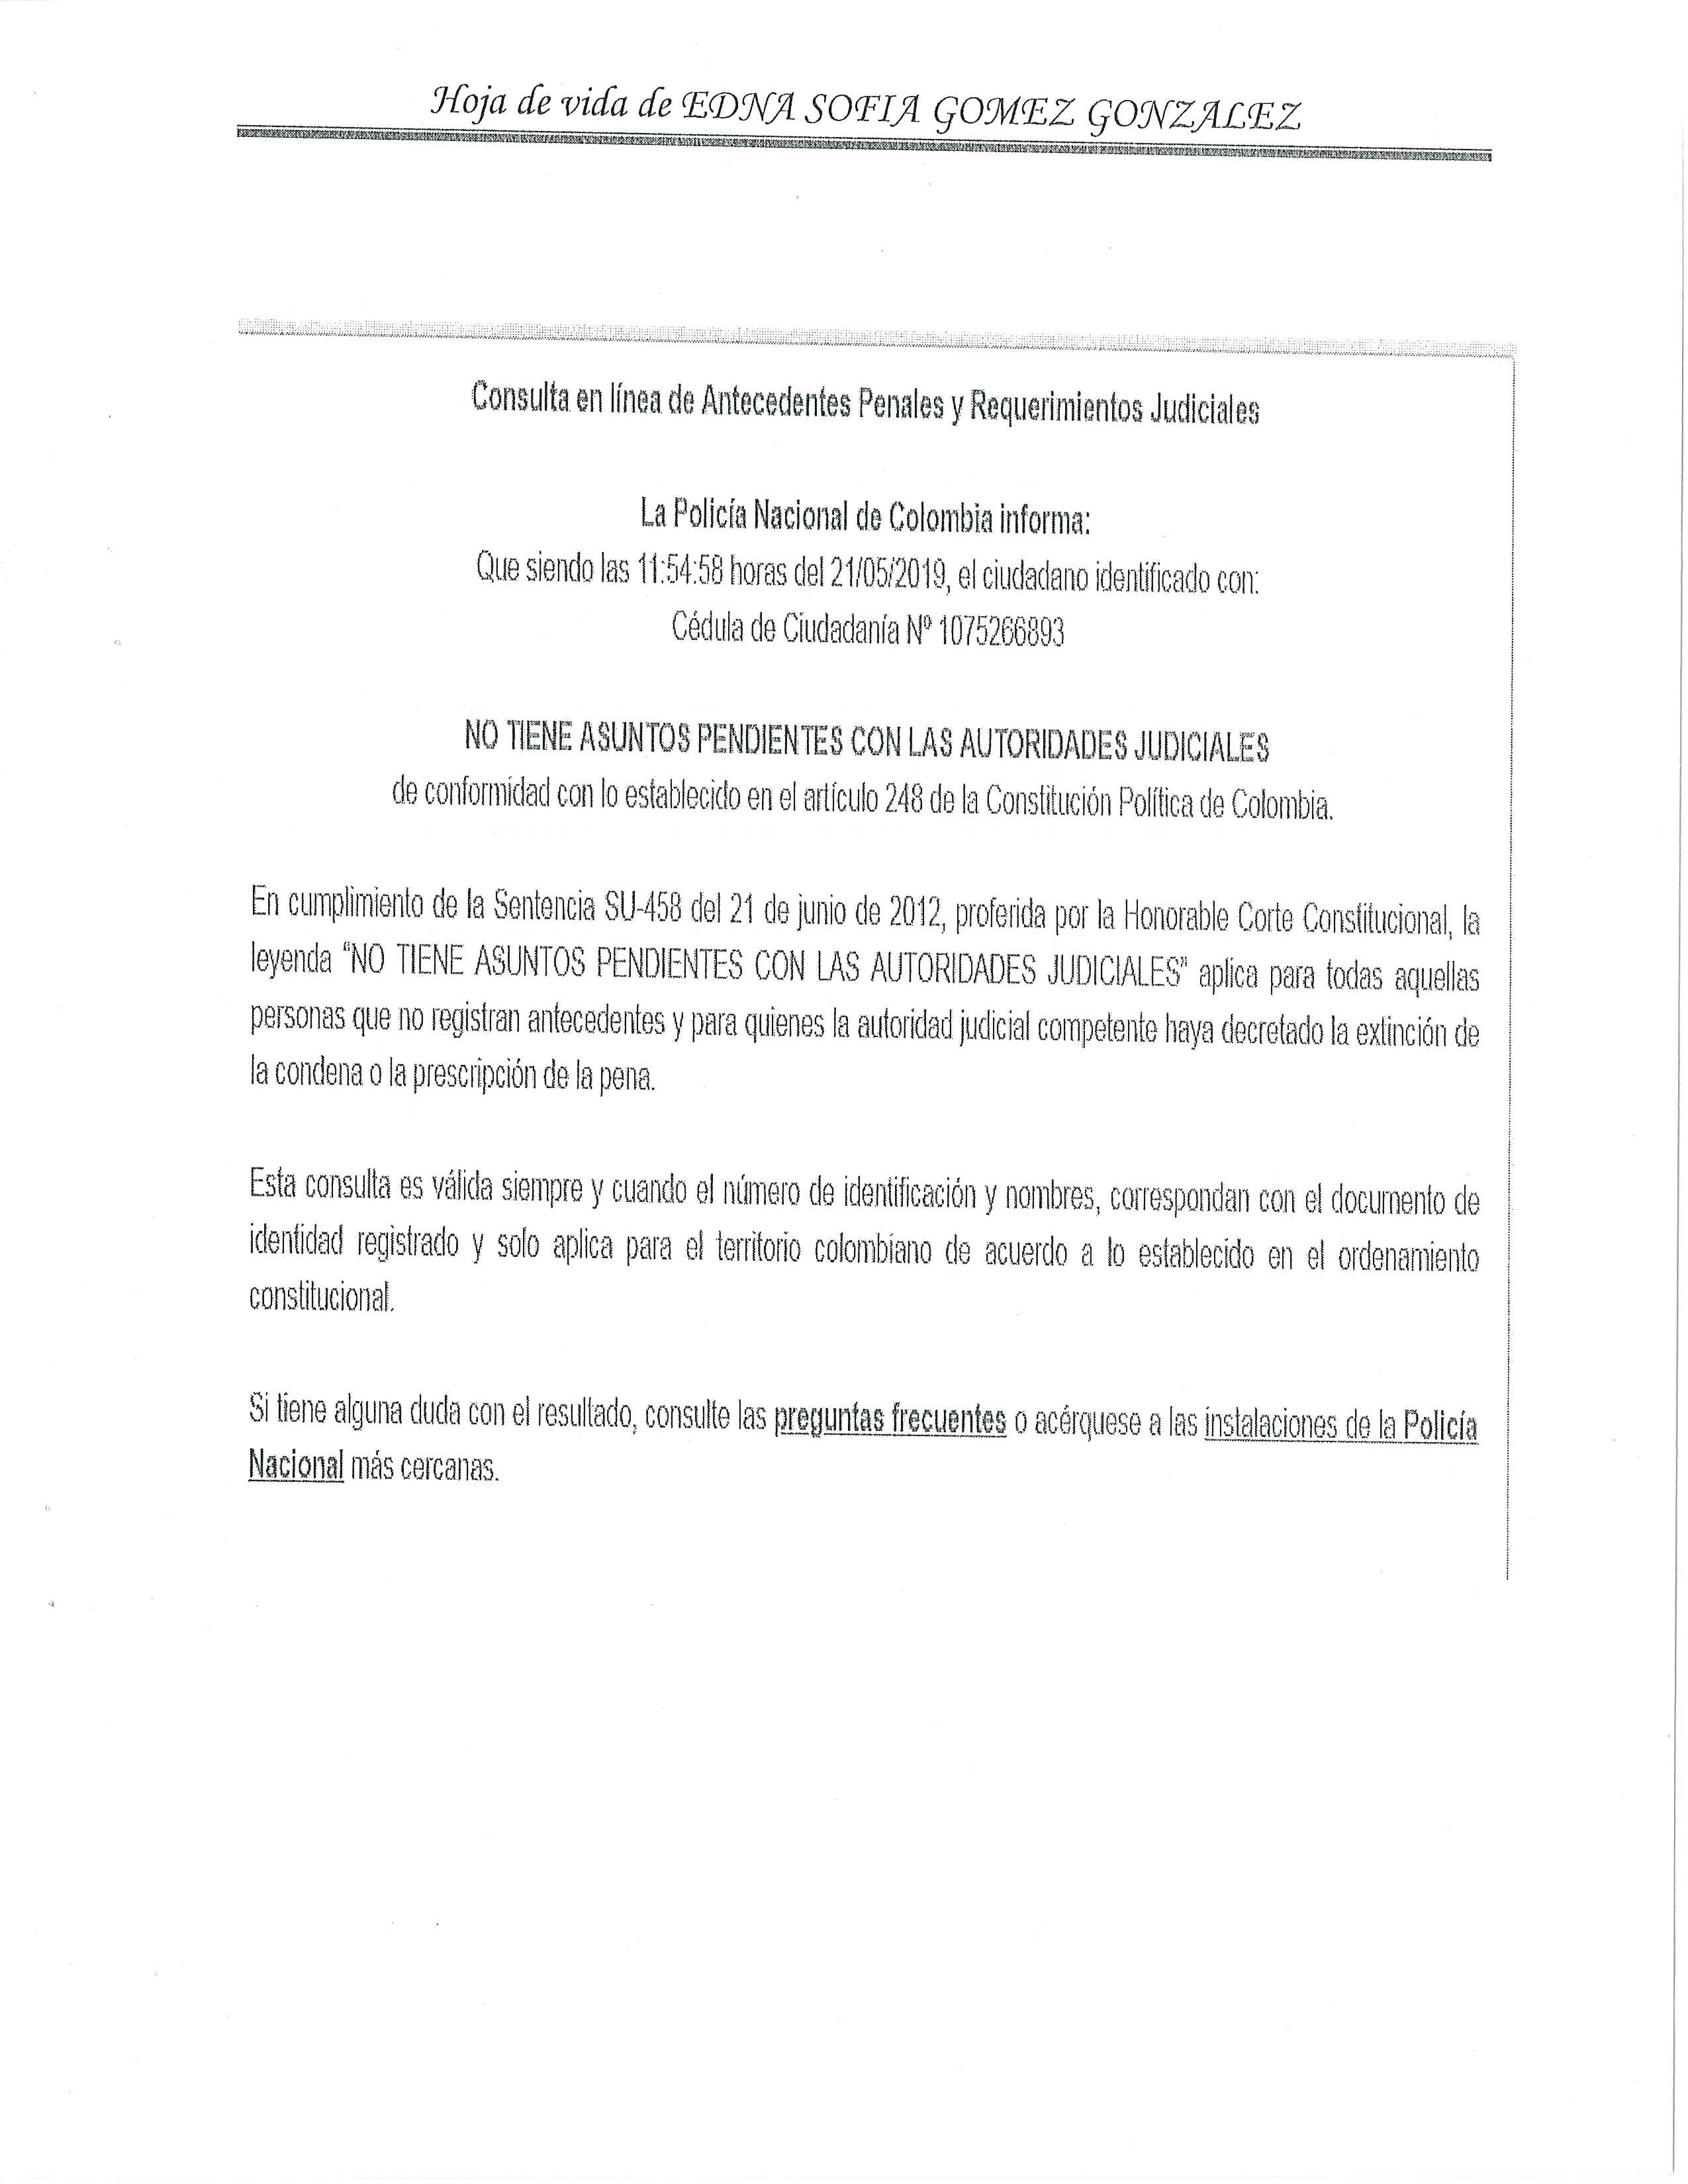 Hoja de vida de EDNA SOFIA GOMEZ GONZALEZ
Consulta en línea de Antecedentes Penales y Requerimientos Judiciales
La Policía Nacional de Colombia informa:
Que siendo las 11:54:58 horas del 21/05/2019, el ciudadano identificado con:
Cédula de Ciudadanía Nº 1075266893
NO TIENE ASUNTOS PENDIENTES CON LAS AUTORIDADES JUDICIALES
de conformidad con lo establecido en el artículo 248 de la Constitución Política de Colombia.
En cumplimiento de la Sentencia SU-458 del 21 de junio de 2012, proferida por la Honorable Corte Constitucional, la
leyenda "NO TIENE ASUNTOS PENDIENTES CON LAS AUTORIDADES JUDICIALES" aplica para todas aquellas
personas que no registran antecedentes y para quienes la autoridad judicial competente haya decretado la extinción de
la condena o la prescripción de la pena.
Esta consulta es válida siempre y cuando el número de identificación y nombres, correspondan con el documento de
identidad registrado y solo aplica para el territorio colombiano de acuerdo a lo establecido en el ordenamiento
constitucional.
Si tiene alguna duda con el resultado, consulte las preguntas frecuentes o acérquese a las instalaciones de la Policía
Nacional más cercanas.